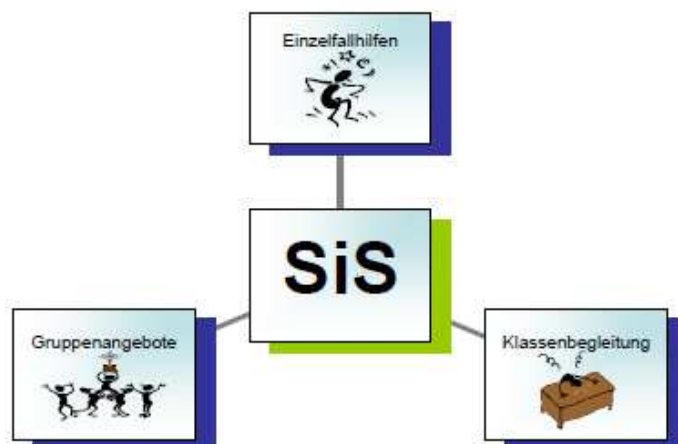 Einzelfallhilfen
SiS
Gruppenangebote
Klassenbegleitung